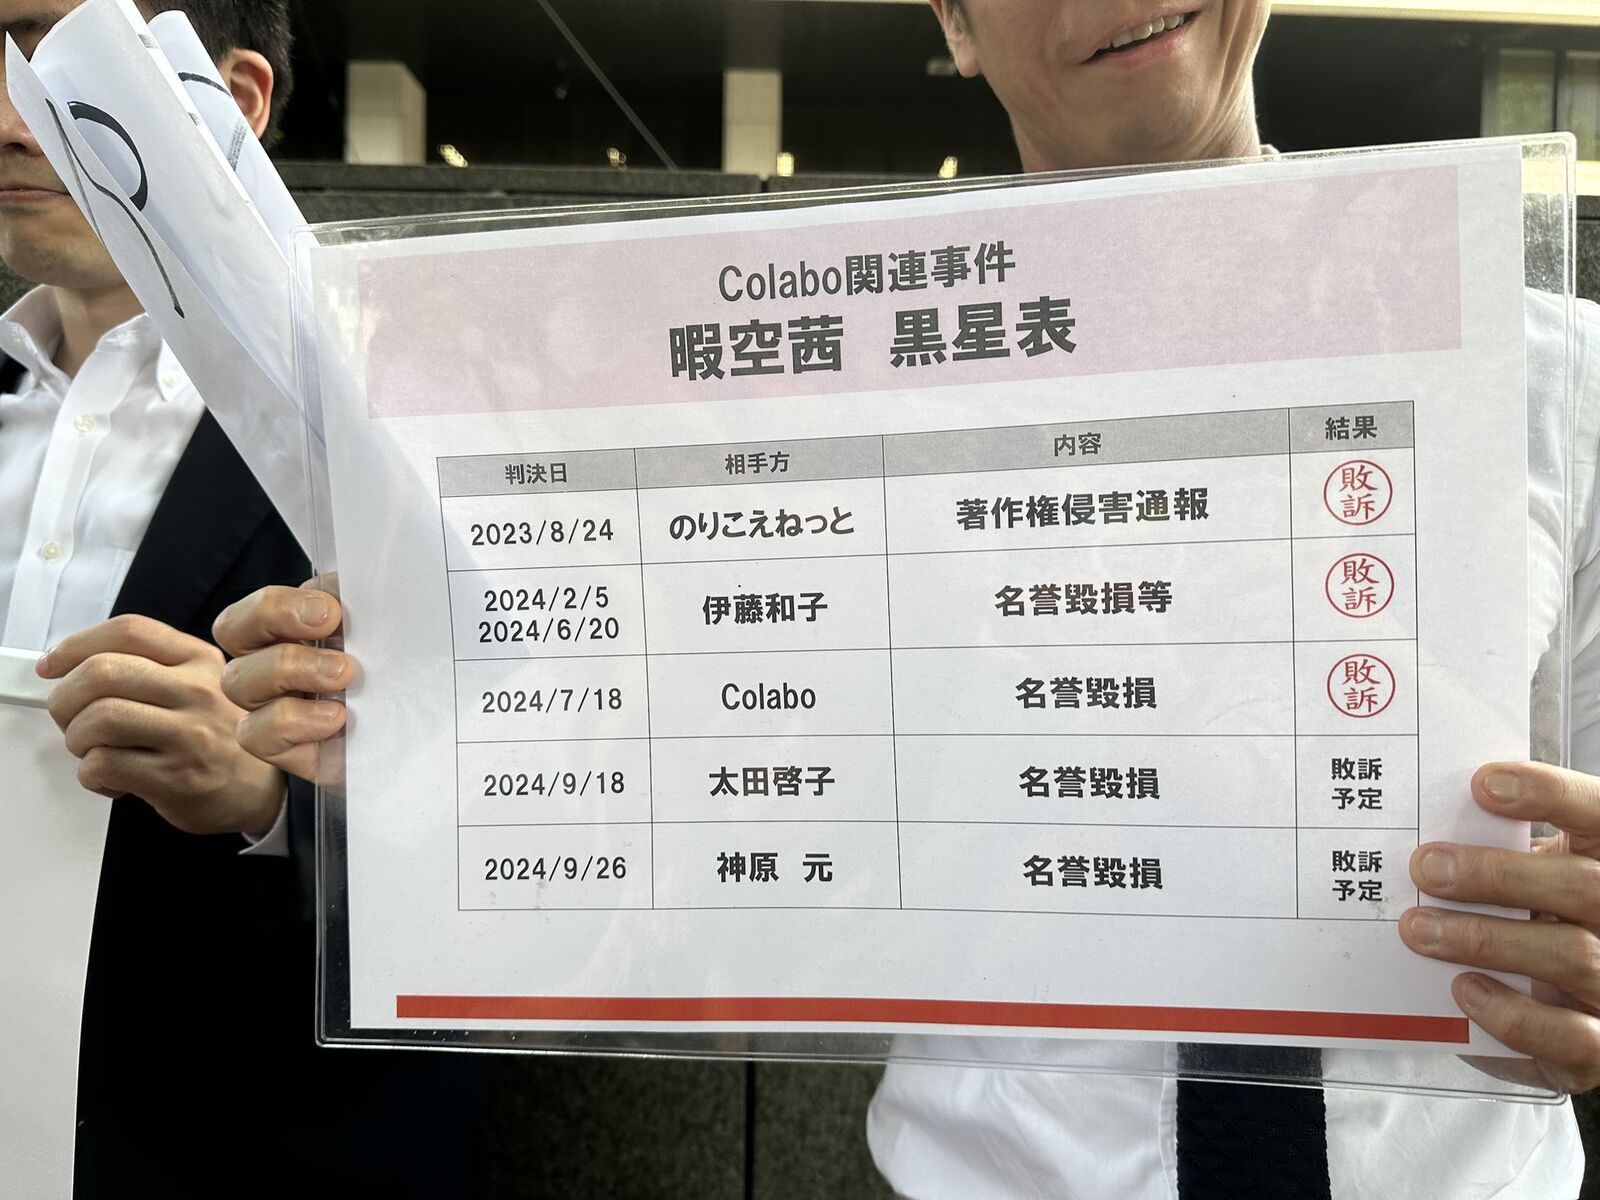 Colabo関連事件
暇空茜 黒星表
判決日 相手方 内容 結果
2023/8/24 のりこえねっと 著作権侵害通報 敗訴
2024/2/5
2024/6/20 伊藤和子 名誉毀損等 敗訴
2024/7/18 Colabo 名誉毀損 敗訴
2024/9/18 太田啓子 名誉毀損 敗訴
予定
2024/9/26 神原 元 名誉毀損 敗訴
予定